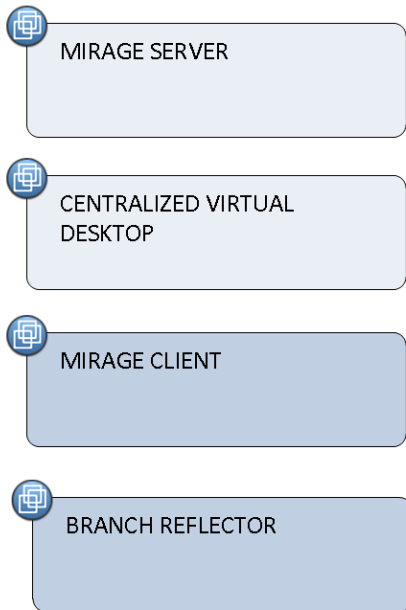 MIRAGE SERVER
CENTRALIZED VIRTUAL
DESKTOP
MIRAGE CLIENT
BRANCH REFLECTOR